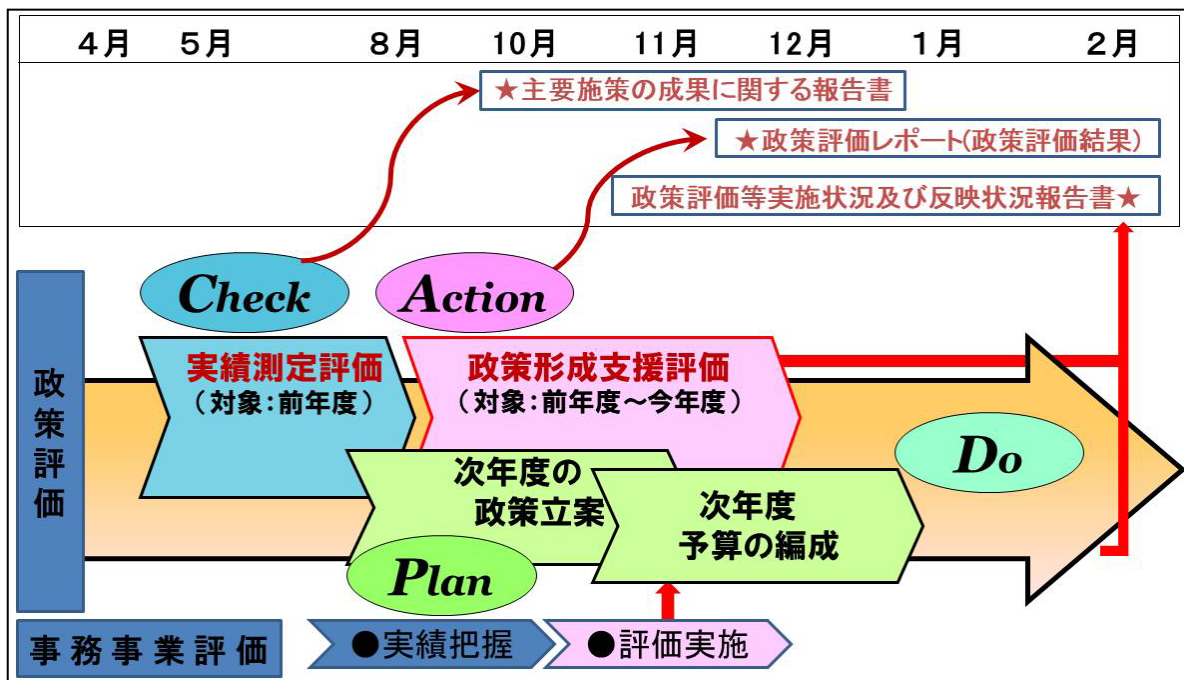 4月 5月 8月 10月 11月 12月 1月 2月
★主要施策の成果に関する報告書
★政策評価レポート(政策評価結果)
政策評価等実施状況及び反映状況報告書★
Check
Action
政策評価
実績測定評価
(対象:前年度)
政策形成支援評価
(対象:前年度～今年度)
Do
次年度の
政策立案
次年度
予算の編成
Plan
事務事業評価
●実績把握
●評価実施